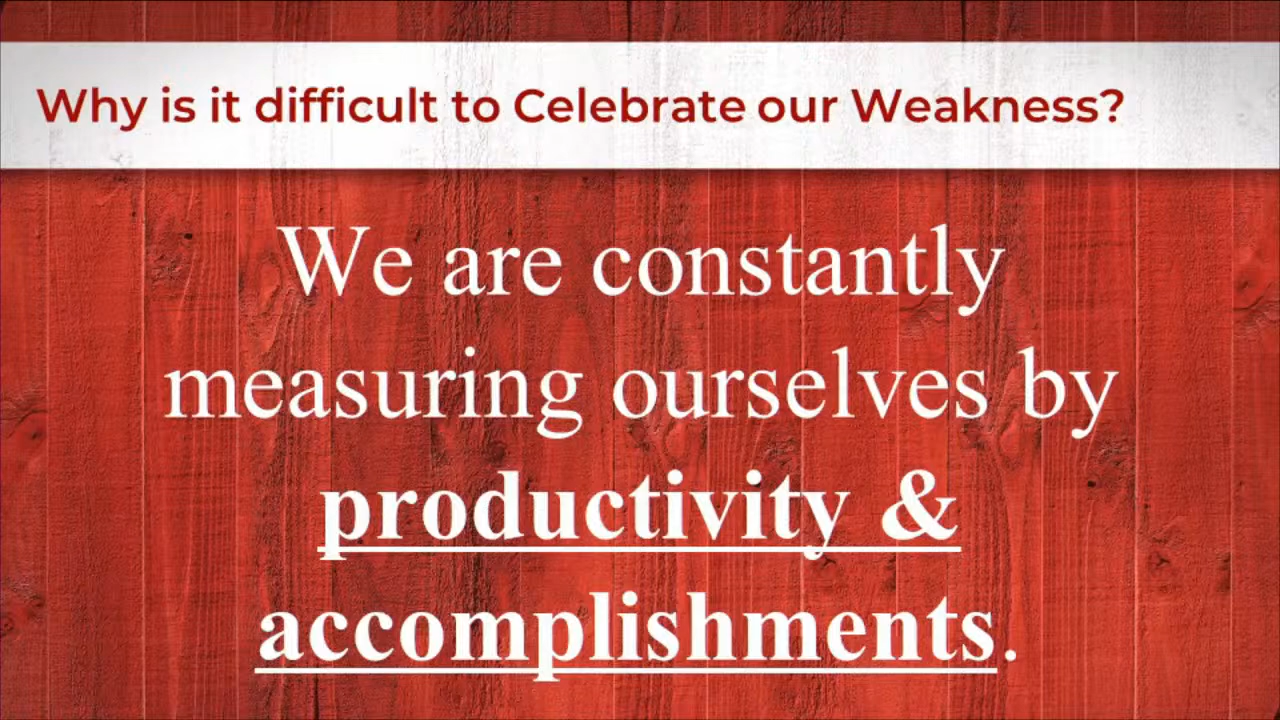 Why is it difficult to Celebrate our Weakness?
We are constantly
measuring ourselves by
productivity &
accomplishments.